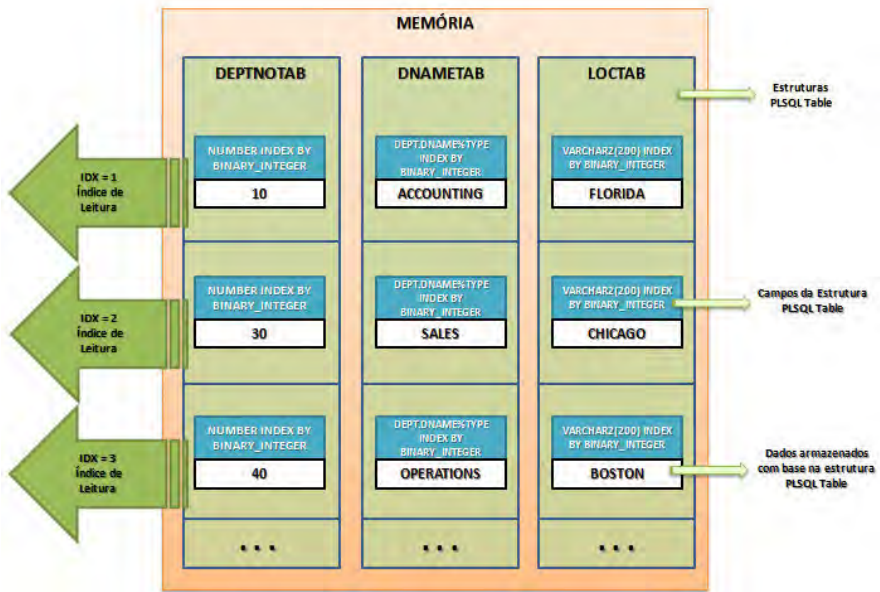 MEMÓRIA
DEPTNOTAB
DNAMETAB
LOCTAB
Estruturas
PLSQL Table
IDX = 1
Índice de
Leitura
NUMBER INDEX BY
BINARY_INTEGER
10
DEPT.DNAME%TYPE
INDEX BY
BINARY_INTEGER
ACCOUNTING
VARCHAR2(200) INDEX
BY BINARY_INTEGER
FLORIDA
IDX = 2
Índice de
Leitura
NUMBER INDEX BY
BINARY_INTEGER
30
DEPT.DNAME%TYPE
INDEX BY
BINARY_INTEGER
SALES
VARCHAR2(200) INDEX
BY BINARY_INTEGER
CHICAGO
Campos da Estrutura
PLSQL Table
IDX = 3
Índice de
Leitura
NUMBER INDEX BY
BINARY_INTEGER
40
DEPT.DNAME%TYPE
INDEX BY
BINARY_INTEGER
OPERATIONS
VARCHAR2(200) INDEX
BY BINARY_INTEGER
BOSTON
Dados armazenados
com base na estrutura
PLSQL Table
. . .
. . .
. . .